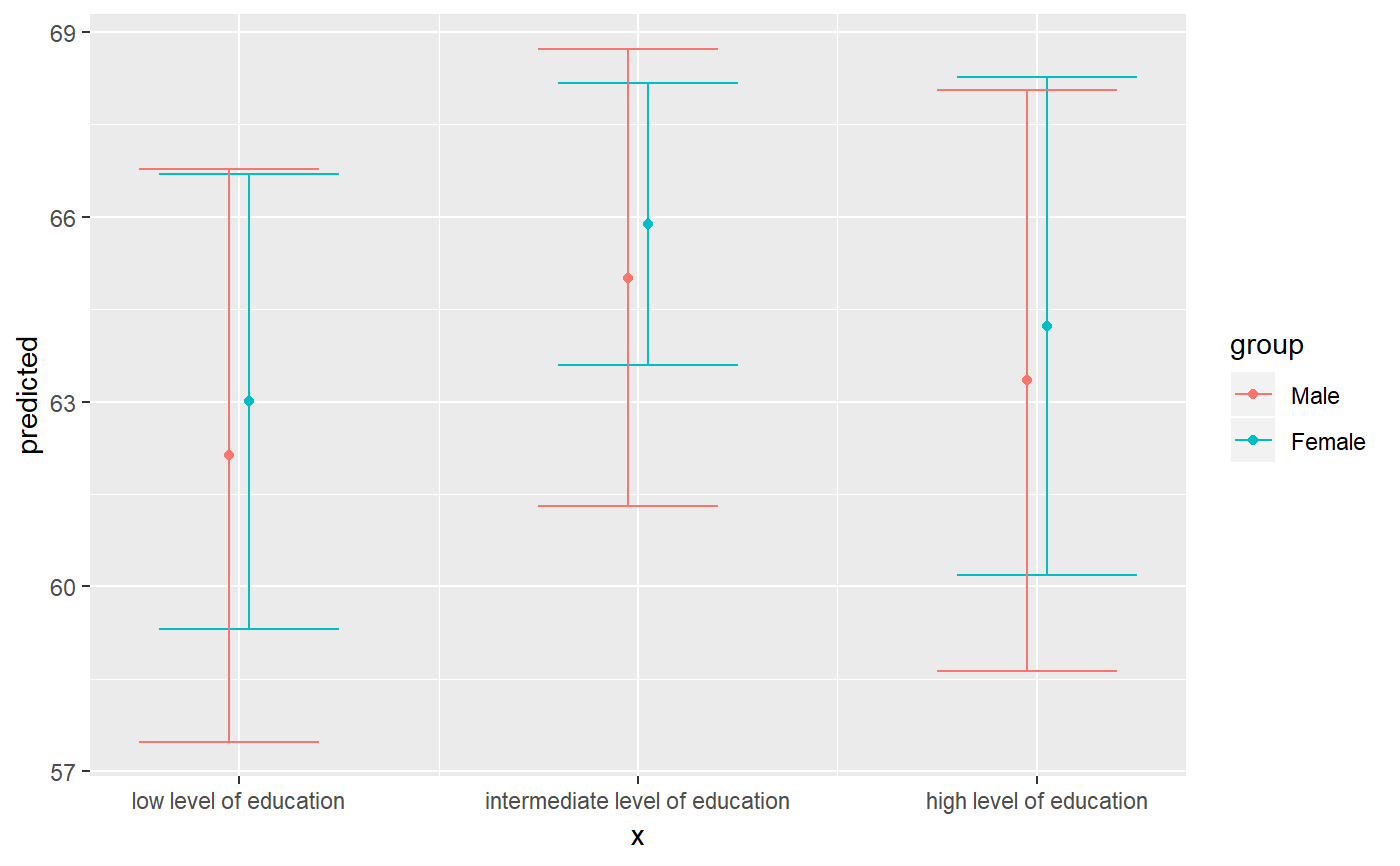 69
66
63
60
57
predicted
low level of education
intermediate level of education
high level of education
x
group
Male
Female